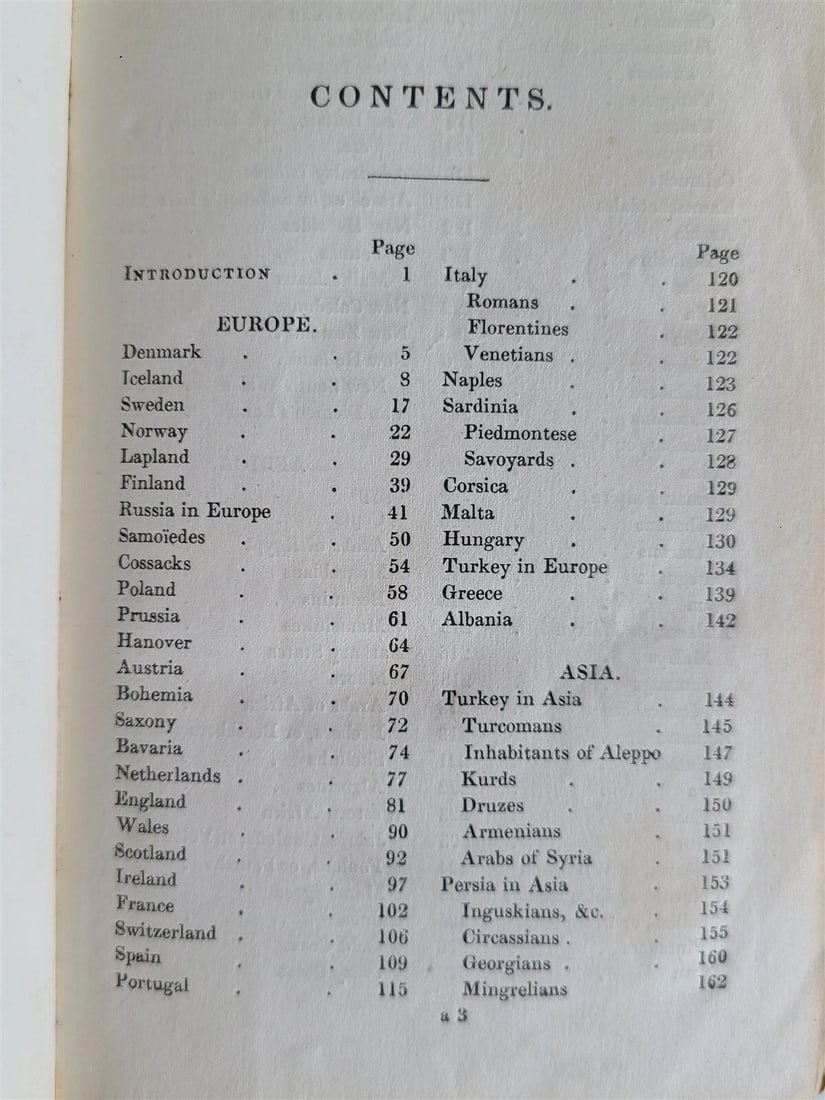 CONTENTS.
Page
INTRODUCTION . 1
EUROPE.
Denmark . . 5
Iceland . . 8
Sweden . . 17
Norway . . 22
Lapland . . 29
Finland . . 39
Russia in Europe . 41
Samoïedes . . 50
Cossacks . . 54
Poland . . 58
Prussia . . 61
Hanover . . 64
Austria . . 67
Bohemia . . 70
Saxony . . 72
Bavaria . . 74
Netherlands . . 77
England . . 81
Wales . . 90
Scotland . . 92
Ireland . . 97
France . . 102
Switzerland . . 106
Spain . . 109
Portugal . . 115
Page
Italy . . 120
Romans . . 121
Florentines . 122
Venetians . . 122
Naples . . 123
Sardinia . . 126
Piedmontese . 127
Savoyards . . 128
Corsica . . 129
Malta . . 129
Hungary . . 130
Turkey in Europe . 134
Greece . . 139
Albania . . 142
ASIA.
Turkey in Asia . 144
Turcomans . 145
Inhabitants of Aleppo 147
Kurds . . 149
Druzes . . 150
Armenians . 151
Arabs of Syria . 151
Persia in Asia . 153
Inguskians, &c. . 154
Circassians . . 155
Georgians . . 160
Mingrelians 162
a 3